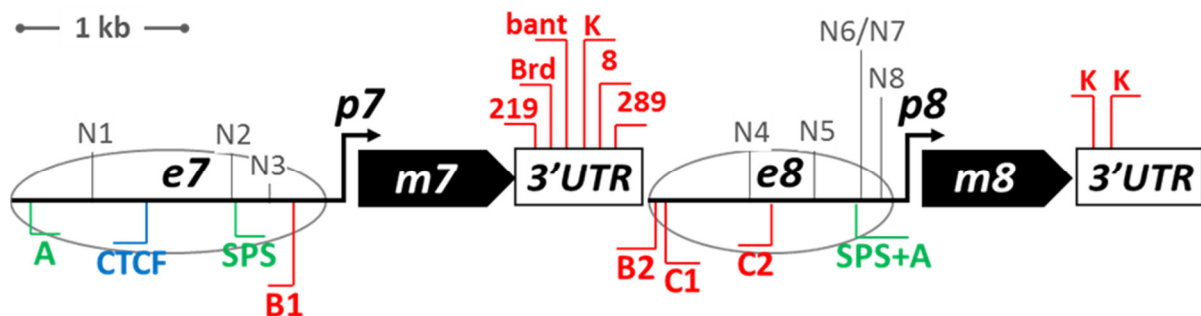 1 kb
bant K
N6/N7
Brd 8
N8
p7
219 289
K K
p8
N1 N2 N4 N5
N3
e7 e8
m7 3’UTR m8 3’UTR
A CTCF SPS B2 C2 SPS+A
B1 C1